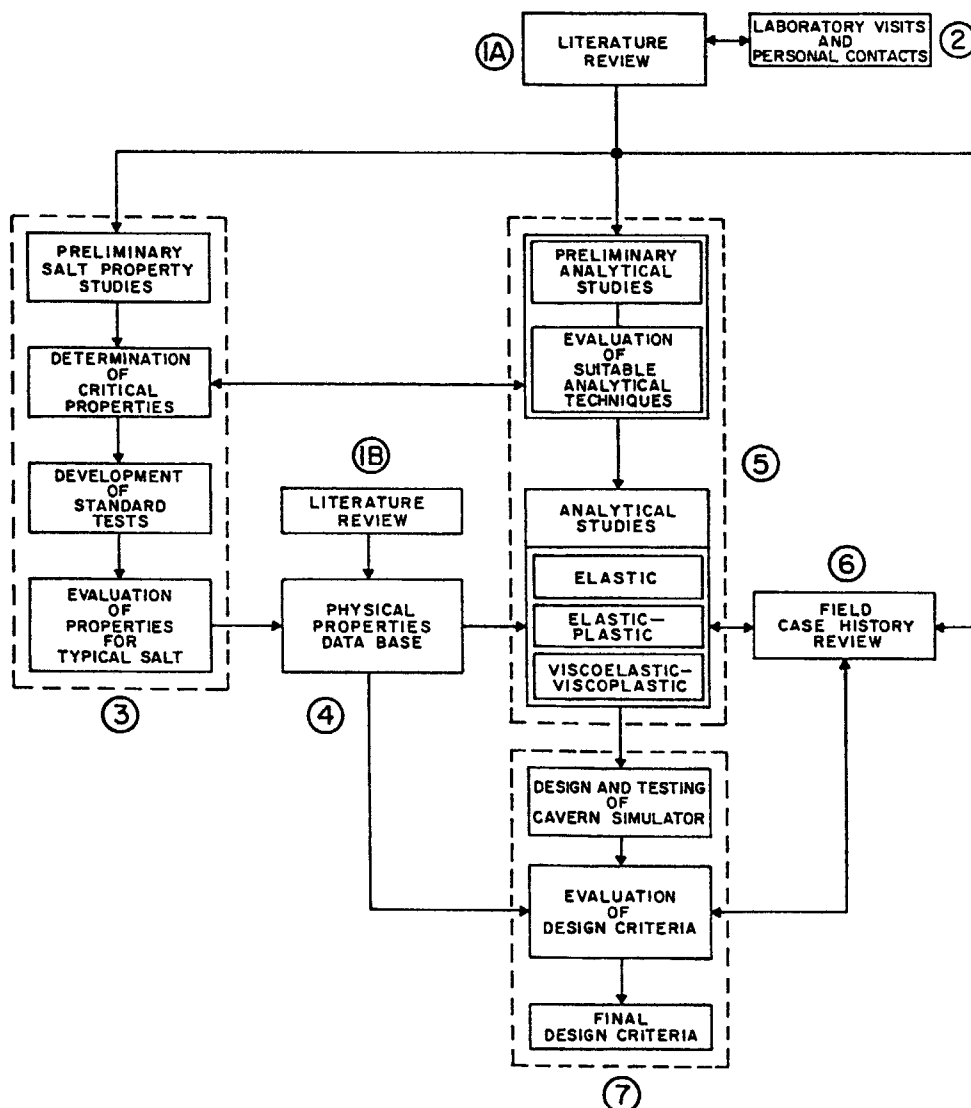 1A
LITERATURE
REVIEW
LABORATORY VISITS
AND
PERSONAL CONTACTS
2
PRELIMINARY
SALT PROPERTY
STUDIES
DETERMINATION
OF
CRITICAL
PROPERTIES
DEVELOPMENT
OF
STANDARD
TESTS
EVALUATION
OF
PROPERTIES
FOR
TYPICAL SALT
3
1B
LITERATURE
REVIEW
PHYSICAL
PROPERTIES
DATA BASE
4
PRELIMINARY
ANALYTICAL
STUDIES
EVALUATION
OF
SUITABLE
ANALYTICAL
TECHNIQUES
ANALYTICAL
STUDIES
ELASTIC
ELASTIC—
PLASTIC
VISCOELASTIC—
VISCOPLASTIC
5
6
FIELD
CASE HISTORY
REVIEW
DESIGN AND TESTING
OF
CAVERN SIMULATOR
EVALUATION
OF
DESIGN CRITERIA
FINAL
DESIGN CRITERIA
7